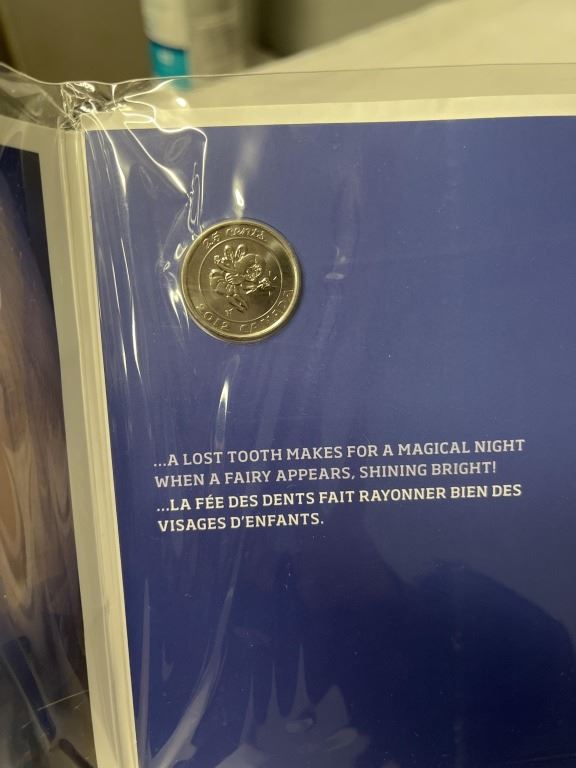 25 cents
2012 CANADA
...A LOST TOOTH MAKES FOR A MAGICAL NIGHT
WHEN A FAIRY APPEARS, SHINING BRIGHT!
...LA FÉE DES DENTS FAIT RAYONNER BIEN DES
VISAGES D'ENFANTS.